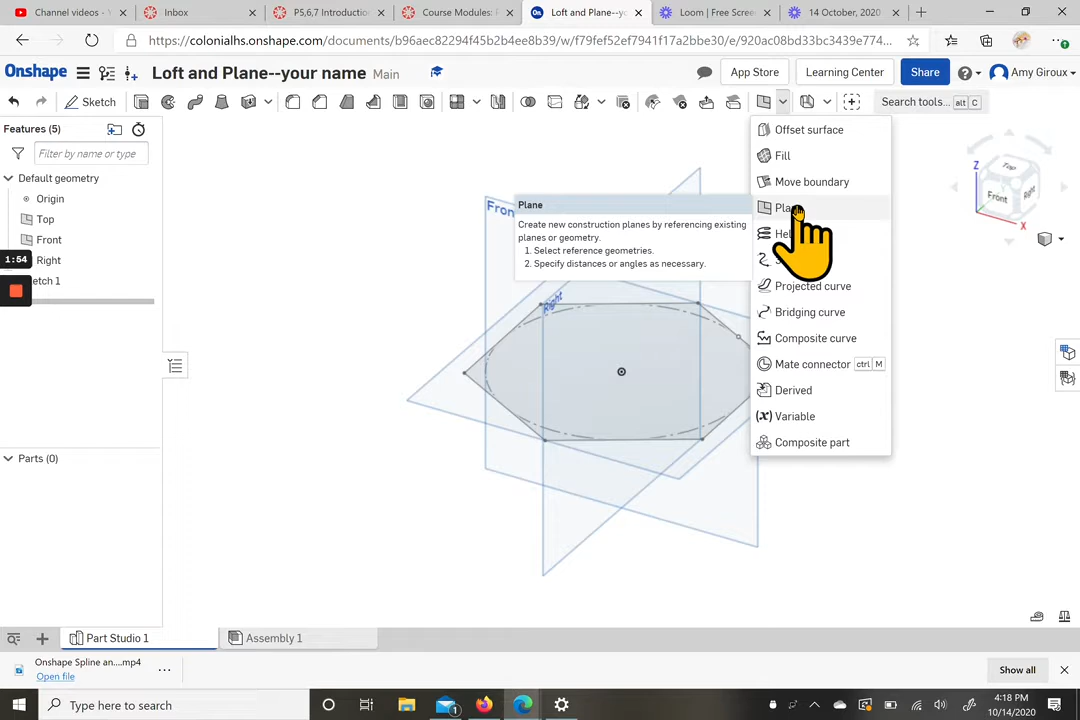 Channel videos - Y
Inbox
P5,6,7 Introduction
Course Modules: P
Loft and Plane--yo
Loom | Free Screen
14 October, 2020
https://colonialhs.onshape.com/documents/b96aec82294f45b2b4ee8b39/w/f79fef52ef7941f17a2bbe30/e/920ac08bd33bc3439e774...
Onshape
Loft and Plane--your name
Main
App Store
Learning Center
Share
Amy Giroux
Sketch
Search tools...
alt
C
Features (5)
Filter by name or type
Default geometry
Origin
Top
Front
Right
etch 1
1:54
Parts (0)
Offset surface
Fill
Move boundary
Projected curve
Bridging curve
Composite curve
Mate connector
ctrl
M
Derived
(x) Variable
Composite part
Plane
Create new construction planes by referencing existing
planes or geometry.
1. Select reference geometries.
2. Specify distances or angles as necessary.
Right
Z
Top
Front
Right
X
Part Studio 1
Assembly 1
Onshape Spline an....mp4
Open file
Show all
Type here to search
1
4:18 PM
10/14/2020